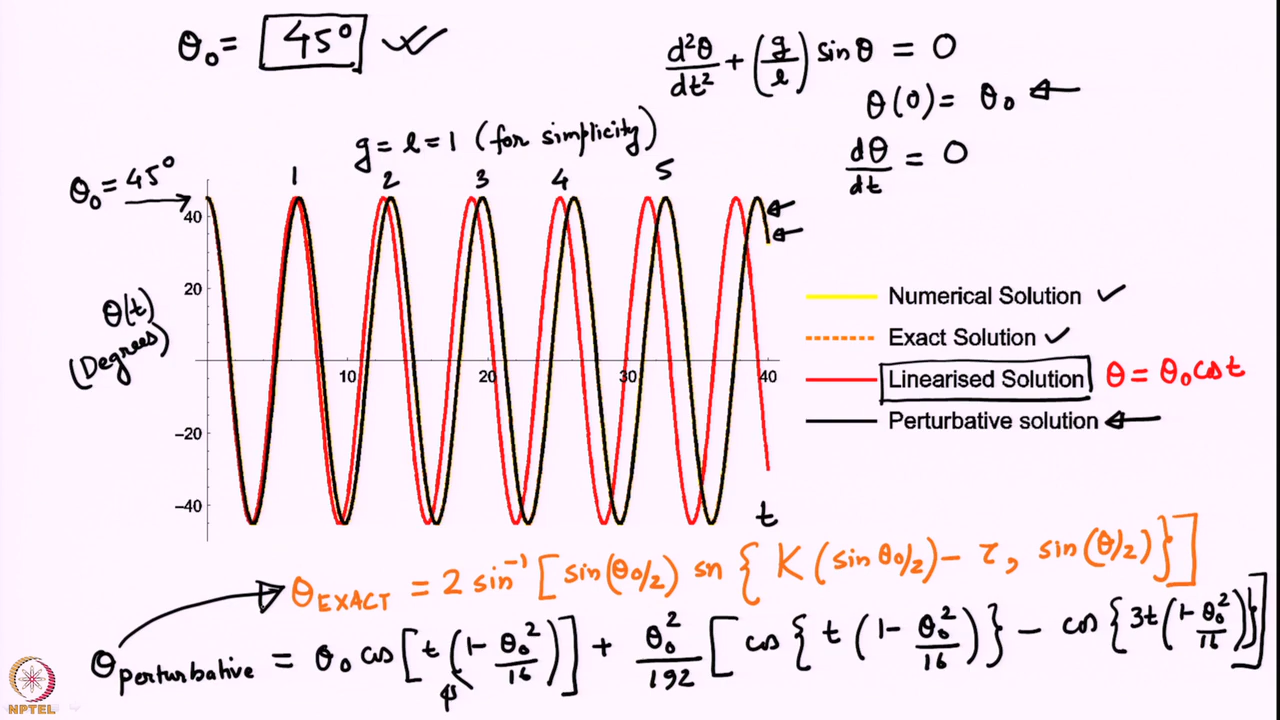 θ₀ = 45° ✓✓
d²θ/dt² + (g/l) sin θ = 0
θ(0) = θ₀
dθ/dt = 0
g = l = 1 (for simplicity)
θ₀ = 45°
1 2 3 4 5
40
20
−20
−40
10 20 30 40
θ(t)
(Degrees)
t
Numerical Solution ✓
Exact Solution ✓
Linearised Solution θ = θ₀ cos t
Perturbative solution
θ_EXACT = 2 sin⁻¹ [ sin(θ₀/2) sn { K (sin θ₀/2) − τ, sin(θ/2) } ]
θ_perturbative = θ₀ cos [ t (1 − θ₀²/16) ] + θ₀²/192 [ cos { t (1 − θ₀²/16) } − cos { 3t (1 − θ₀²/16) } ]
NPTEL